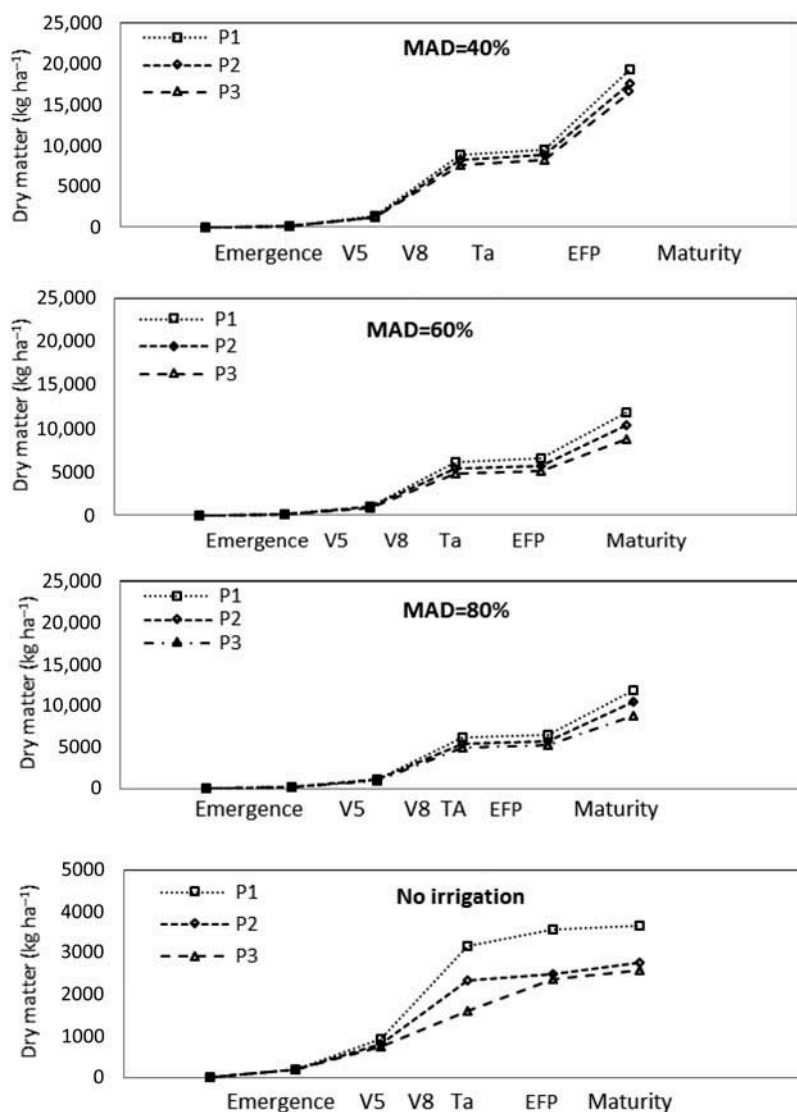 25,000
20,000
15,000
10,000
5000
0
Dry matter (kg ha⁻¹)
P1
P2
P3
MAD=40%
Emergence V5 V8 Ta EFP Maturity
25,000
20,000
15,000
10,000
5000
0
Dry matter (kg ha⁻¹)
P1
P2
P3
MAD=60%
Emergence V5 V8 Ta EFP Maturity
25,000
20,000
15,000
10,000
5000
0
Dry matter (kg ha⁻¹)
P1
P2
P3
MAD=80%
Emergence V5 V8 TA EFP Maturity
5000
4000
3000
2000
1000
0
Dry matter (kg ha⁻¹)
P1
P2
P3
No irrigation
Emergence V5 V8 Ta EFP Maturity